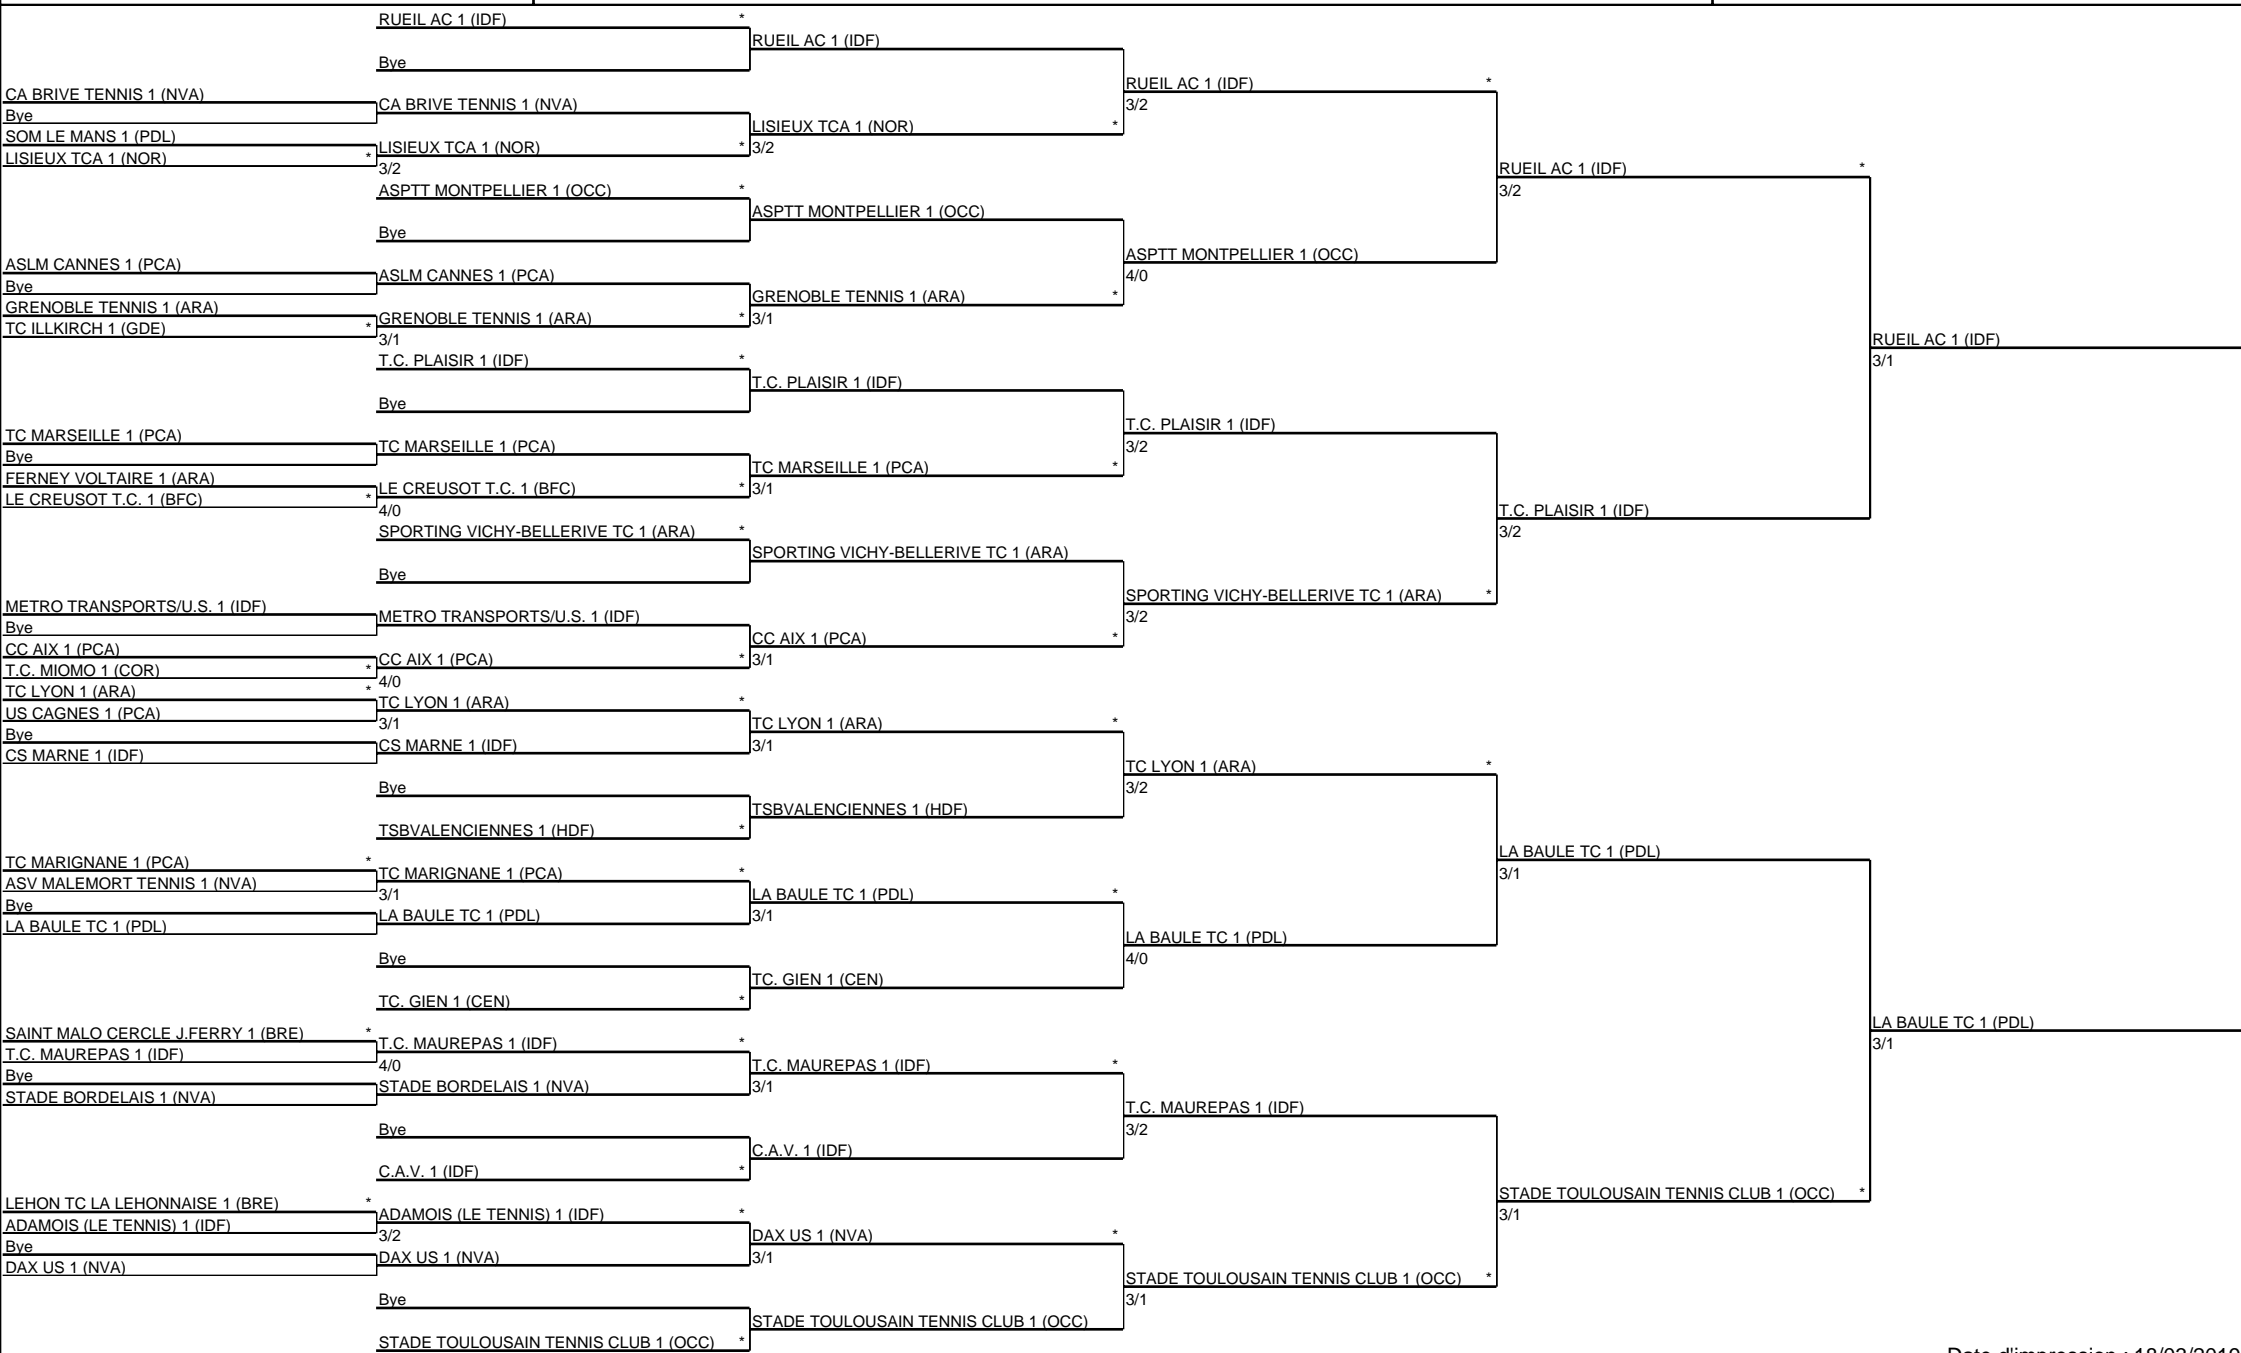 RUEIL AC 1 (IDF) *
RUEIL AC 1 (IDF)
Bye
RUEIL AC 1 (IDF) *
CA BRIVE TENNIS 1 (NVA)
CA BRIVE TENNIS 1 (NVA)
3/2
Bye
LISIEUX TCA 1 (NOR) *
SOM LE MANS 1 (PDL)
LISIEUX TCA 1 (NOR) * 3/2
LISIEUX TCA 1 (NOR) *
3/2
RUEIL AC 1 (IDF) *
ASPTT MONTPELLIER 1 (OCC) *
3/2
ASPTT MONTPELLIER 1 (OCC)
Bye
ASPTT MONTPELLIER 1 (OCC)
ASLM CANNES 1 (PCA)
ASLM CANNES 1 (PCA)
4/0
Bye
GRENOBLE TENNIS 1 (ARA) *
GRENOBLE TENNIS 1 (ARA)
GRENOBLE TENNIS 1 (ARA) * 3/1
TC ILLKIRCH 1 (GDE) *
3/1
RUEIL AC 1 (IDF)
T.C. PLAISIR 1 (IDF) *
3/1
T.C. PLAISIR 1 (IDF)
Bye
T.C. PLAISIR 1 (IDF)
TC MARSEILLE 1 (PCA)
TC MARSEILLE 1 (PCA)
3/2
Bye
TC MARSEILLE 1 (PCA) *
FERNEY VOLTAIRE 1 (ARA)
LE CREUSOT T.C. 1 (BFC) * 3/1
LE CREUSOT T.C. 1 (BFC) *
4/0
T.C. PLAISIR 1 (IDF)
SPORTING VICHY-BELLERIVE TC 1 (ARA) *
3/2
SPORTING VICHY-BELLERIVE TC 1 (ARA)
Bye
SPORTING VICHY-BELLERIVE TC 1 (ARA) *
METRO TRANSPORTS/U.S. 1 (IDF)
METRO TRANSPORTS/U.S. 1 (IDF)
3/2
Bye
CC AIX 1 (PCA) *
CC AIX 1 (PCA)
CC AIX 1 (PCA) * 3/1
T.C. MIOMO 1 (COR) *
4/0
TC LYON 1 (ARA) *
TC LYON 1 (ARA) *
US CAGNES 1 (PCA)
3/1
TC LYON 1 (ARA) *
Bye
CS MARNE 1 (IDF)
3/1
CS MARNE 1 (IDF)
TC LYON 1 (ARA) *
Bye
3/2
TSBVALENCIENNES 1 (HDF)
TSBVALENCIENNES 1 (HDF) *
LA BAULE TC 1 (PDL)
TC MARIGNANE 1 (PCA) *
TC MARIGNANE 1 (PCA) *
3/1
ASV MALEMORT TENNIS 1 (NVA)
3/1
LA BAULE TC 1 (PDL) *
Bye
LA BAULE TC 1 (PDL)
3/1
LA BAULE TC 1 (PDL)
LA BAULE TC 1 (PDL)
Bye
4/0
TC. GIEN 1 (CEN)
TC. GIEN 1 (CEN) *
LA BAULE TC 1 (PDL)
SAINT MALO CERCLE J.FERRY 1 (BRE) *
T.C. MAUREPAS 1 (IDF) *
3/1
T.C. MAUREPAS 1 (IDF)
4/0
T.C. MAUREPAS 1 (IDF) *
Bye
STADE BORDELAIS 1 (NVA)
3/1
STADE BORDELAIS 1 (NVA)
T.C. MAUREPAS 1 (IDF)
Bye
3/2
C.A.V. 1 (IDF)
C.A.V. 1 (IDF) *
STADE TOULOUSAIN TENNIS CLUB 1 (OCC) *
LEHON TC LA LEHONNAISE 1 (BRE) *
ADAMOIS (LE TENNIS) 1 (IDF) *
3/1
ADAMOIS (LE TENNIS) 1 (IDF)
3/2
DAX US 1 (NVA) *
Bye
DAX US 1 (NVA)
3/1
DAX US 1 (NVA)
STADE TOULOUSAIN TENNIS CLUB 1 (OCC) *
Bye
3/1
STADE TOULOUSAIN TENNIS CLUB 1 (OCC)
STADE TOULOUSAIN TENNIS CLUB 1 (OCC) *
Date d'impression : 18/03/2019